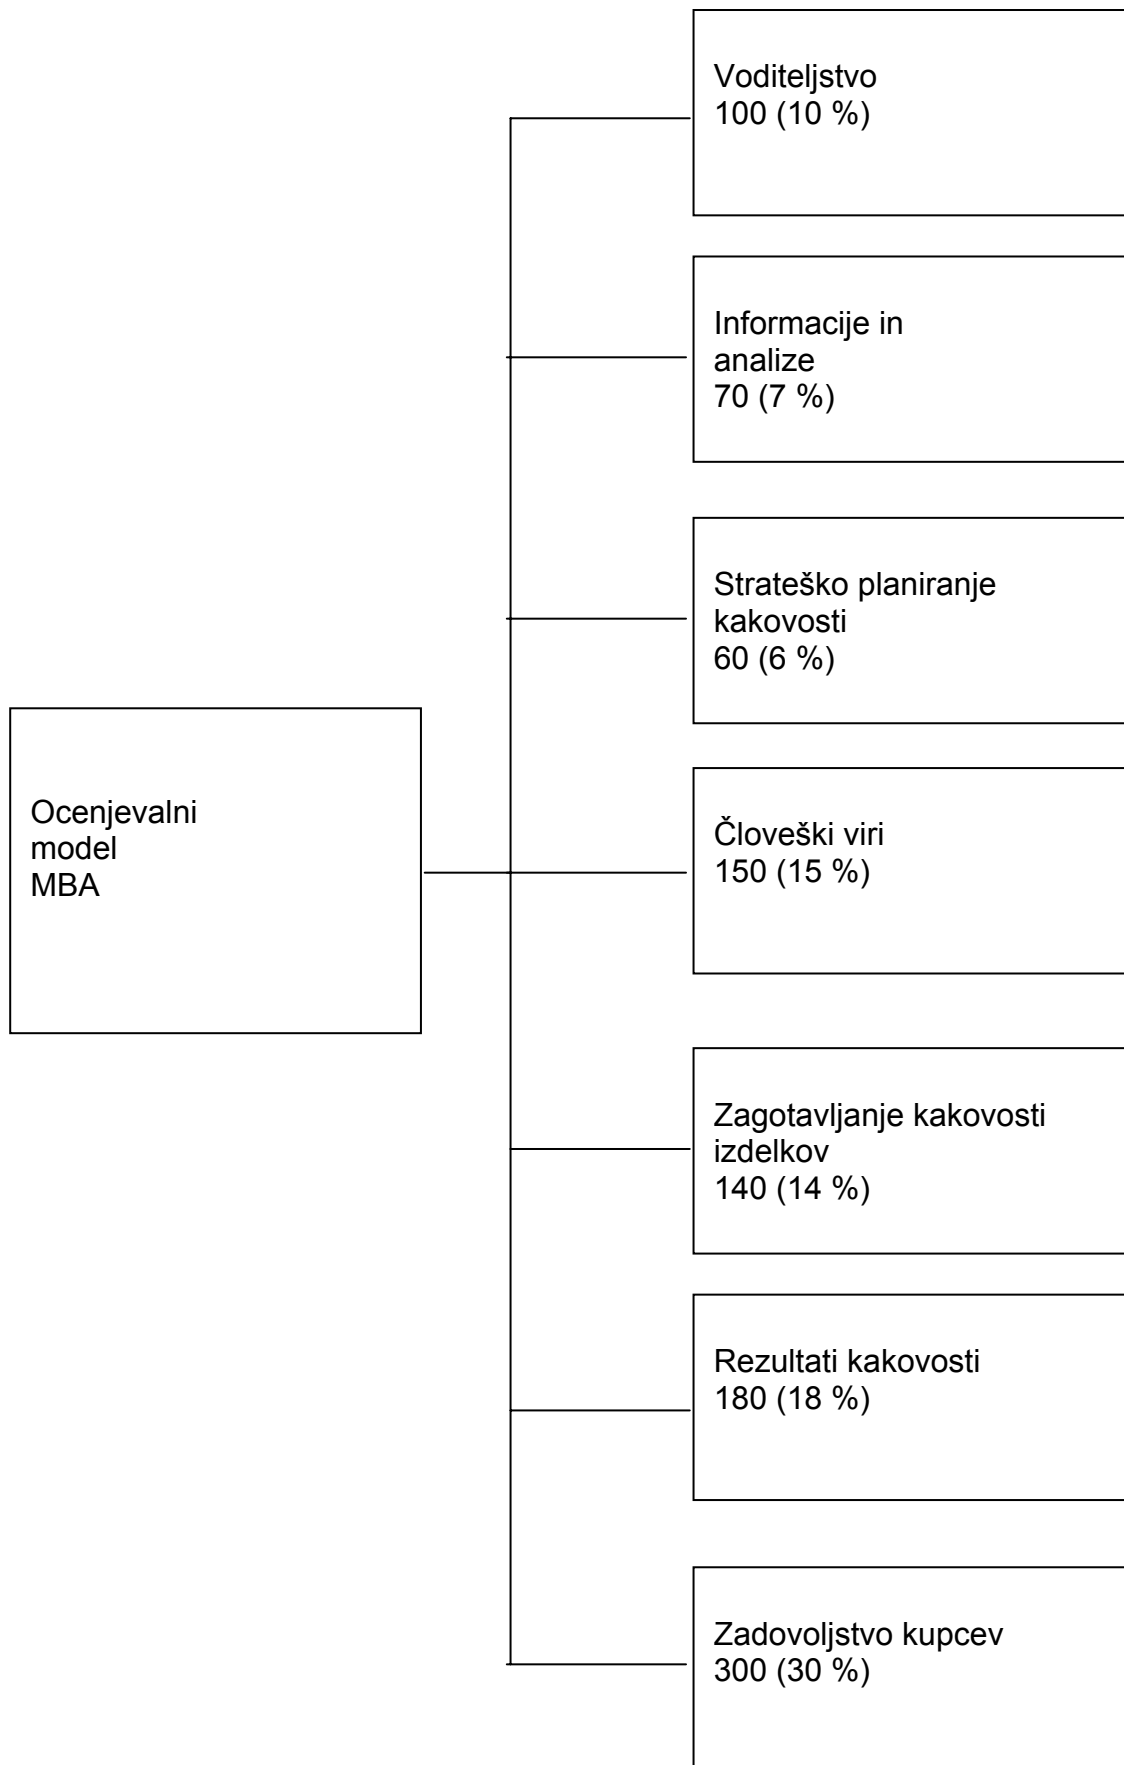 Voditeljstvo
100 (10 %)
Informacije in
analize
70 (7 %)
Strateško planiranje
kakovosti
60 (6 %)
Ocenjevalni
model
MBA
Človeški viri
150 (15 %)
Zagotavljanje kakovosti
izdelkov
140 (14 %)
Rezultati kakovosti
180 (18 %)
Zadovoljstvo kupcev
300 (30 %)